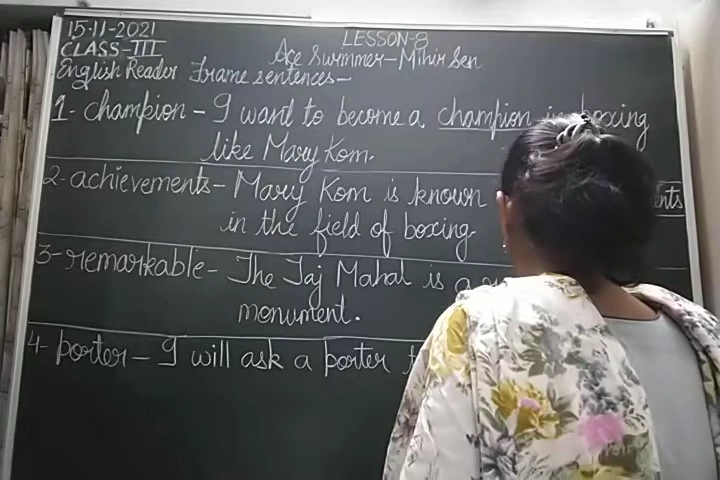 15.11.2021
LESSON-8
CLASS-III
Ace Swimmer-Mihir Sen
English Reader Frame sentences-
1- champion - I want to become a champion in boxing
like Mary Kom.
2-achievements- Mary Kom is known
in the field of boxing.
3-remarkable- The Taj Mahal is a
monument.
4- porter - I will ask a porter